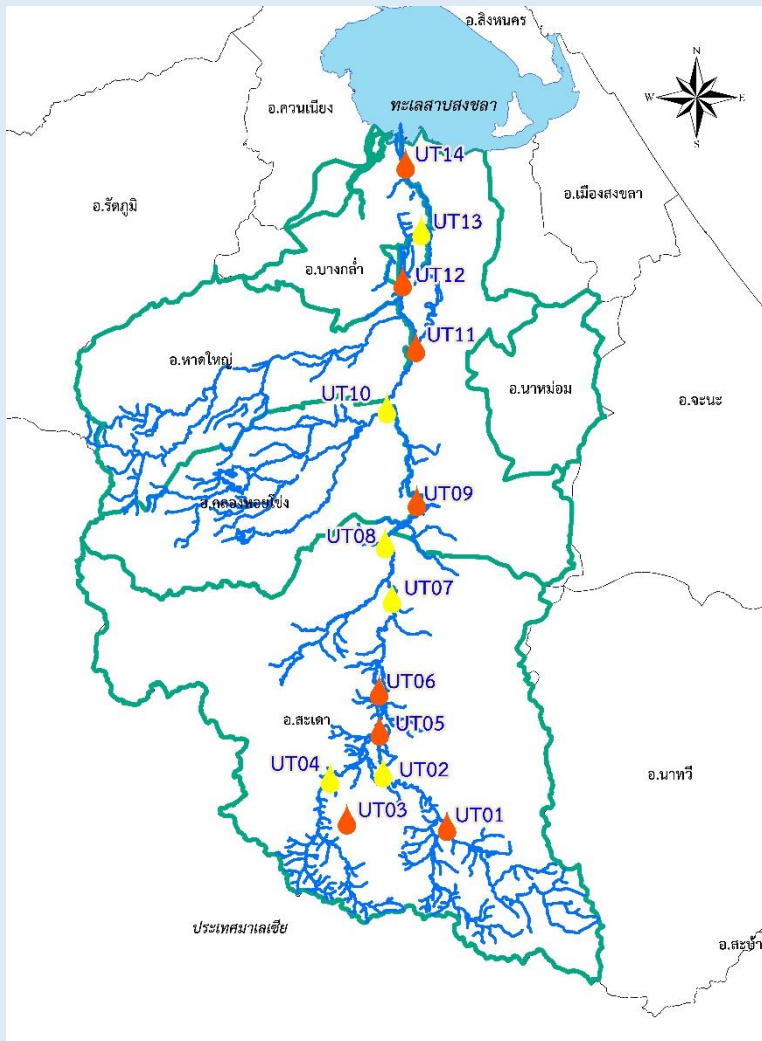 อ.สิงหนคร
ทะเลสาบสงขลา
N
W
E
S
อ.ควนเนียง
UT14
อ.เมืองสงขลา
อ.รัตภูมิ
UT13
อ.บางกล่ำ
UT12
UT11
อ.หาดใหญ่
อ.นาหม่อม
UT10
อ.จะนะ
อ.คลองหอยโข่ง
UT09
UT08
UT07
UT06
อ.สะเดา
UT05
UT04
UT02
อ.นาทวี
UT03
UT01
ประเทศมาเลเซีย